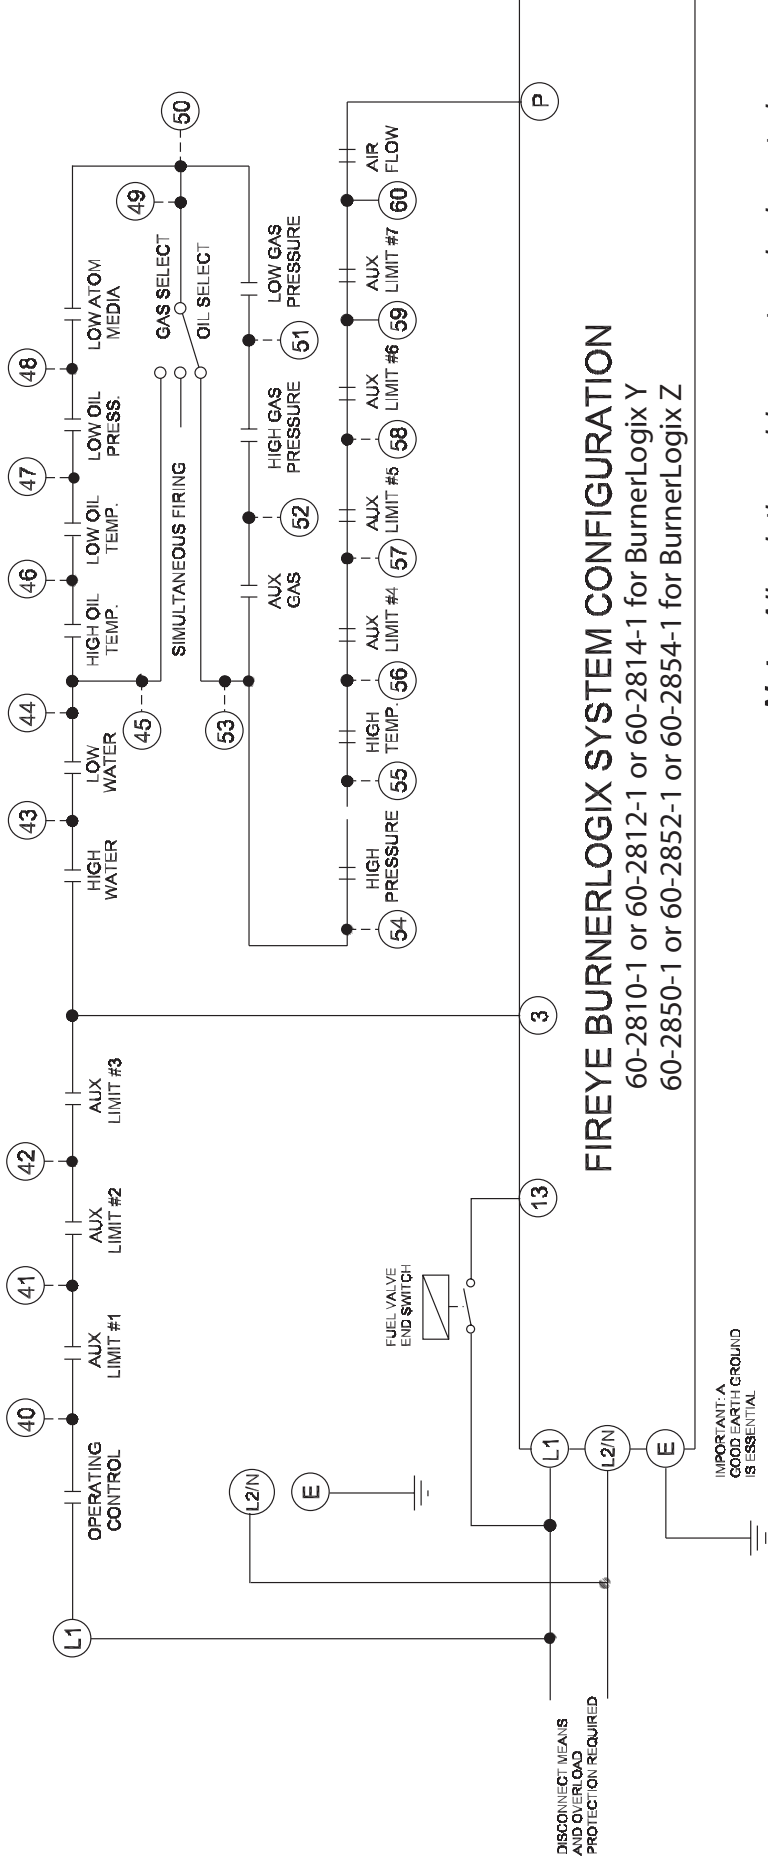 40
41
42
43
44
46
47
48
L1
OPERATING
CONTROL
AUX
LIMIT #1
AUX
LIMIT #2
AUX
LIMIT #3
HIGH
WATER
LOW
WATER
HIGH OIL
TEMP.
LOW OIL
TEMP.
LOW OIL
PRESS.
LOW ATOM
MEDIA
45
49
50
SIMULTANEOUS FIRING
GAS SELECT
OIL SELECT
53
L2/N
E
AUX
GAS
HIGH GAS
PRESSURE
LOW GAS
PRESSURE
52
51
HIGH
PRESSURE
HIGH
TEMP.
AUX
LIMIT #4
AUX
LIMIT #5
AUX
LIMIT #6
AUX
LIMIT #7
AIR
FLOW
54
55
56
57
58
59
60
FUEL VALVE
END SWITCH
L1
13
3
P
L2/N
E
FIREYE BURNERLOGIX SYSTEM CONFIGURATION
60-2810-1 or 60-2812-1 or 60-2814-1 for BurnerLogix Y
60-2850-1 or 60-2852-1 or 60-2854-1 for BurnerLogix Z
DISCONNECT MEANS
AND OVERLOAD
PROTECTION REQUIRED
IMPORTANT: A
GOOD EARTH GROUND
IS ESSENTIAL